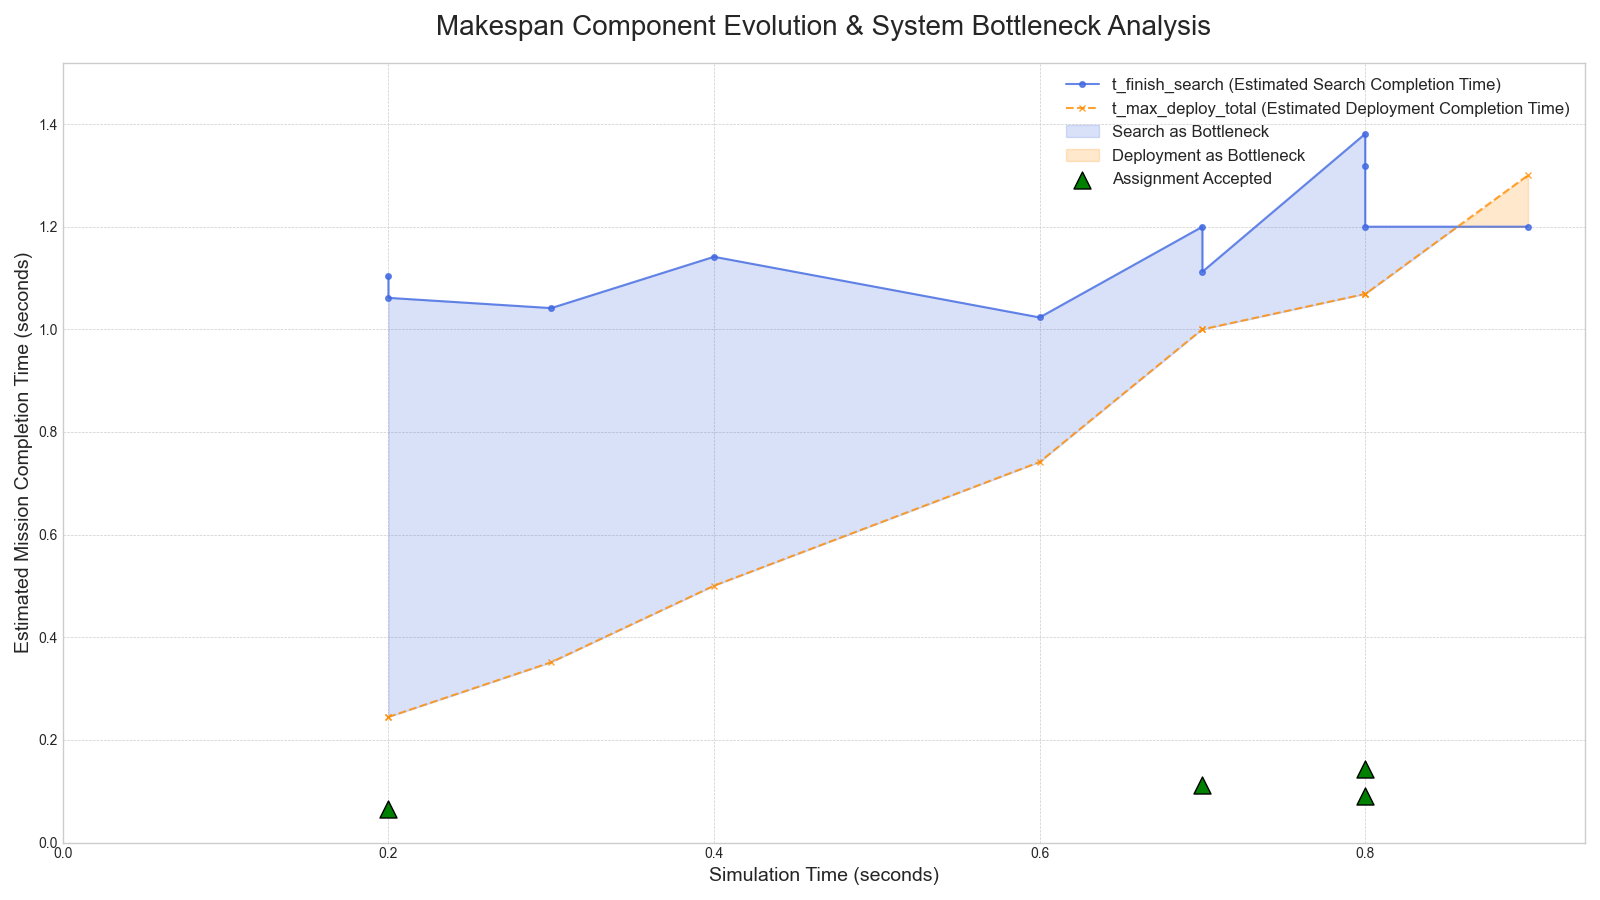 Makespan Component Evolution & System Bottleneck Analysis
t_finish_search (Estimated Search Completion Time)
t_max_deploy_total (Estimated Deployment Completion Time)
Search as Bottleneck
Deployment as Bottleneck
Assignment Accepted
Estimated Mission Completion Time (seconds)
1.4
1.2
1.0
0.8
0.6
0.4
0.2
0.0
0.0 0.2 0.4 0.6 0.8
Simulation Time (seconds)